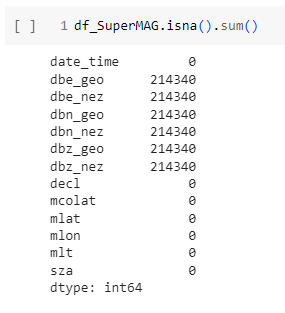 [ ] 1 df_SuperMAG.isna().sum()
date_time 0
dbe_geo 214340
dbe_nez 214340
dbn_geo 214340
dbn_nez 214340
dbz_geo 214340
dbz_nez 214340
decl 0
mcolat 0
mlat 0
mlon 0
mlt 0
sza 0
dtype: int64